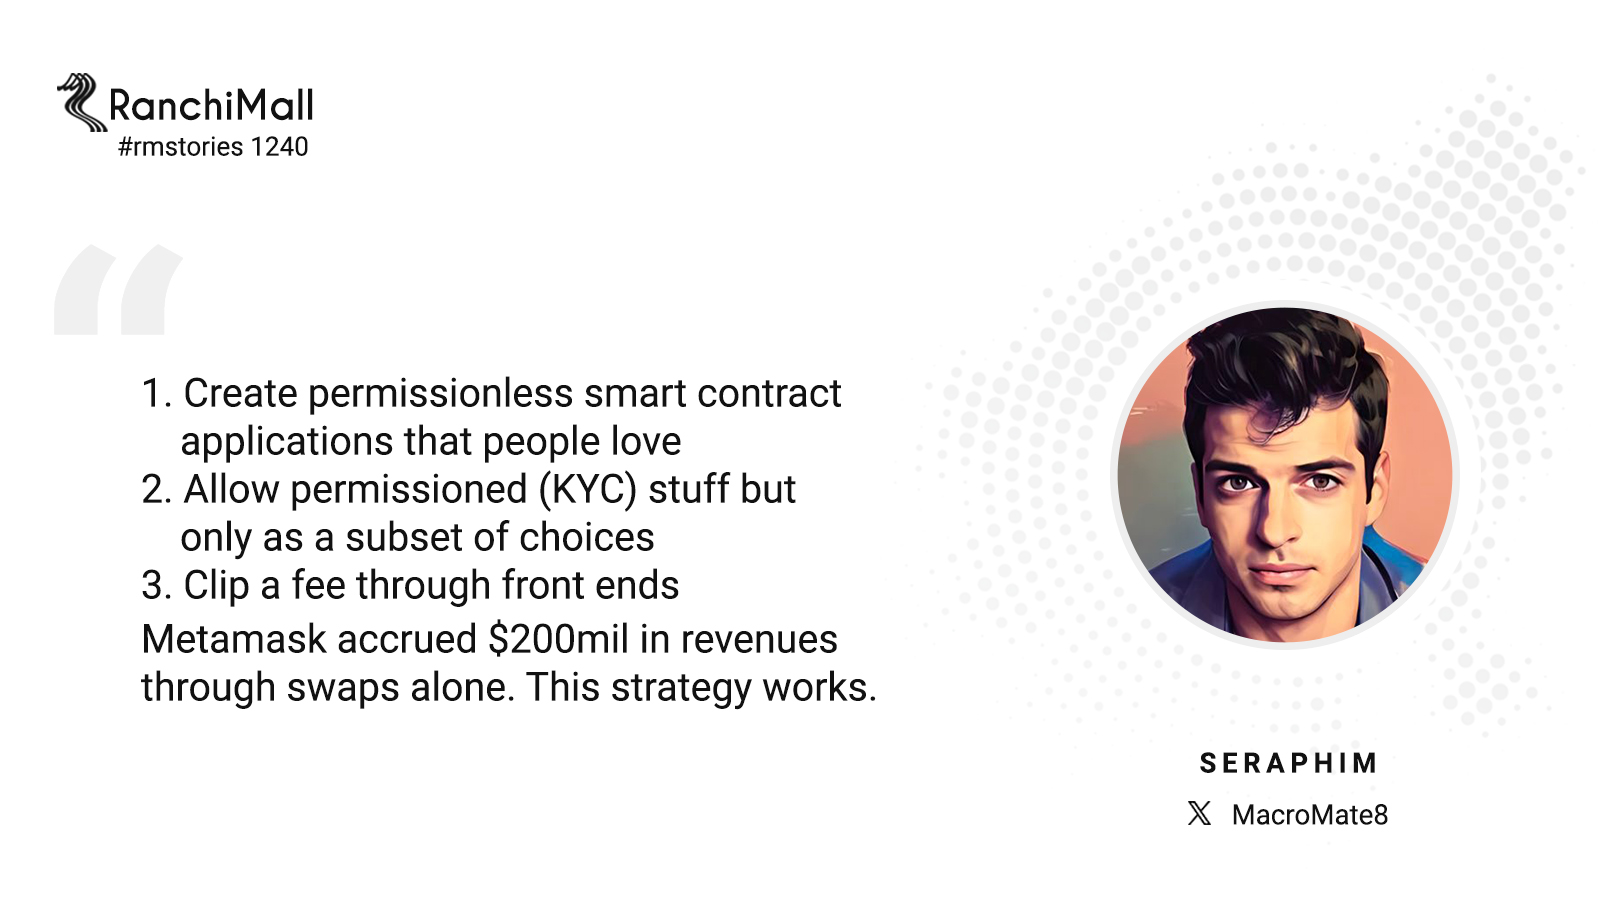 RanchiMall
#rmstories 1240
“
1. Create permissionless smart contract
applications that people love
2. Allow permissioned (KYC) stuff but
only as a subset of choices
3. Clip a fee through front ends
Metamask accrued $200mil in revenues
through swaps alone. This strategy works.
SERAPHIM
𝕏 MacroMate8